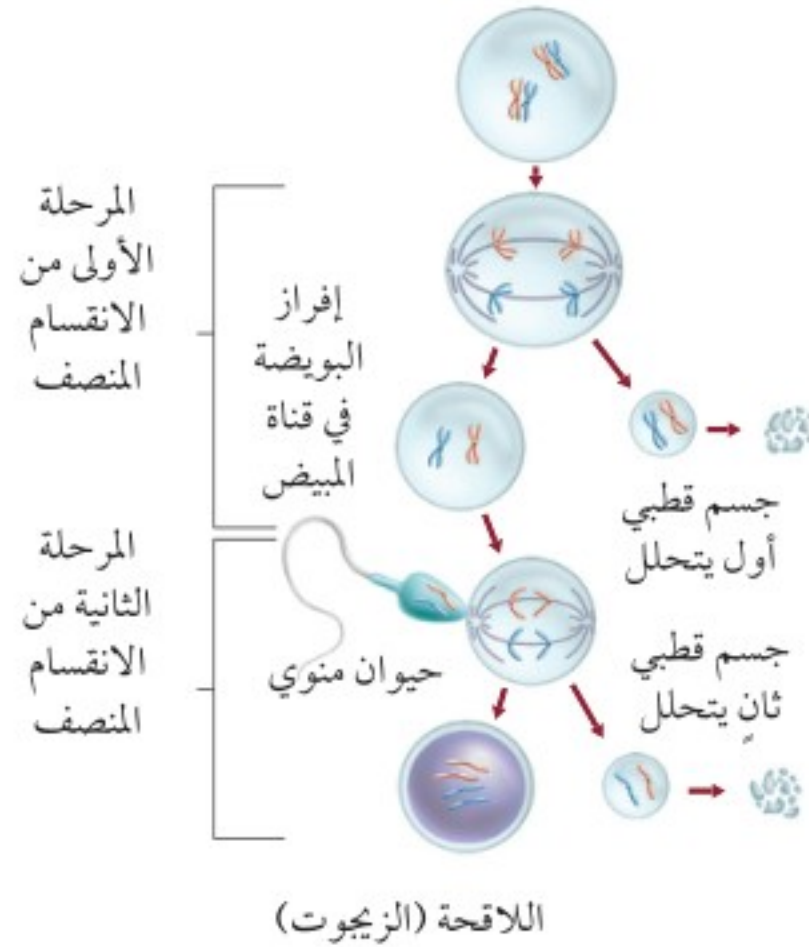 المرحلة
الأولى من
الانقسام
المنصف
إفراز
البويضة
في قناة
المبيض
جسم قطبي
أول يتحلل
المرحلة
الثانية من
الانقسام
المنصف
حيوان منوي
جسم قطبي
ثانٍ يتحلل
اللاقحة (الزيجوت)